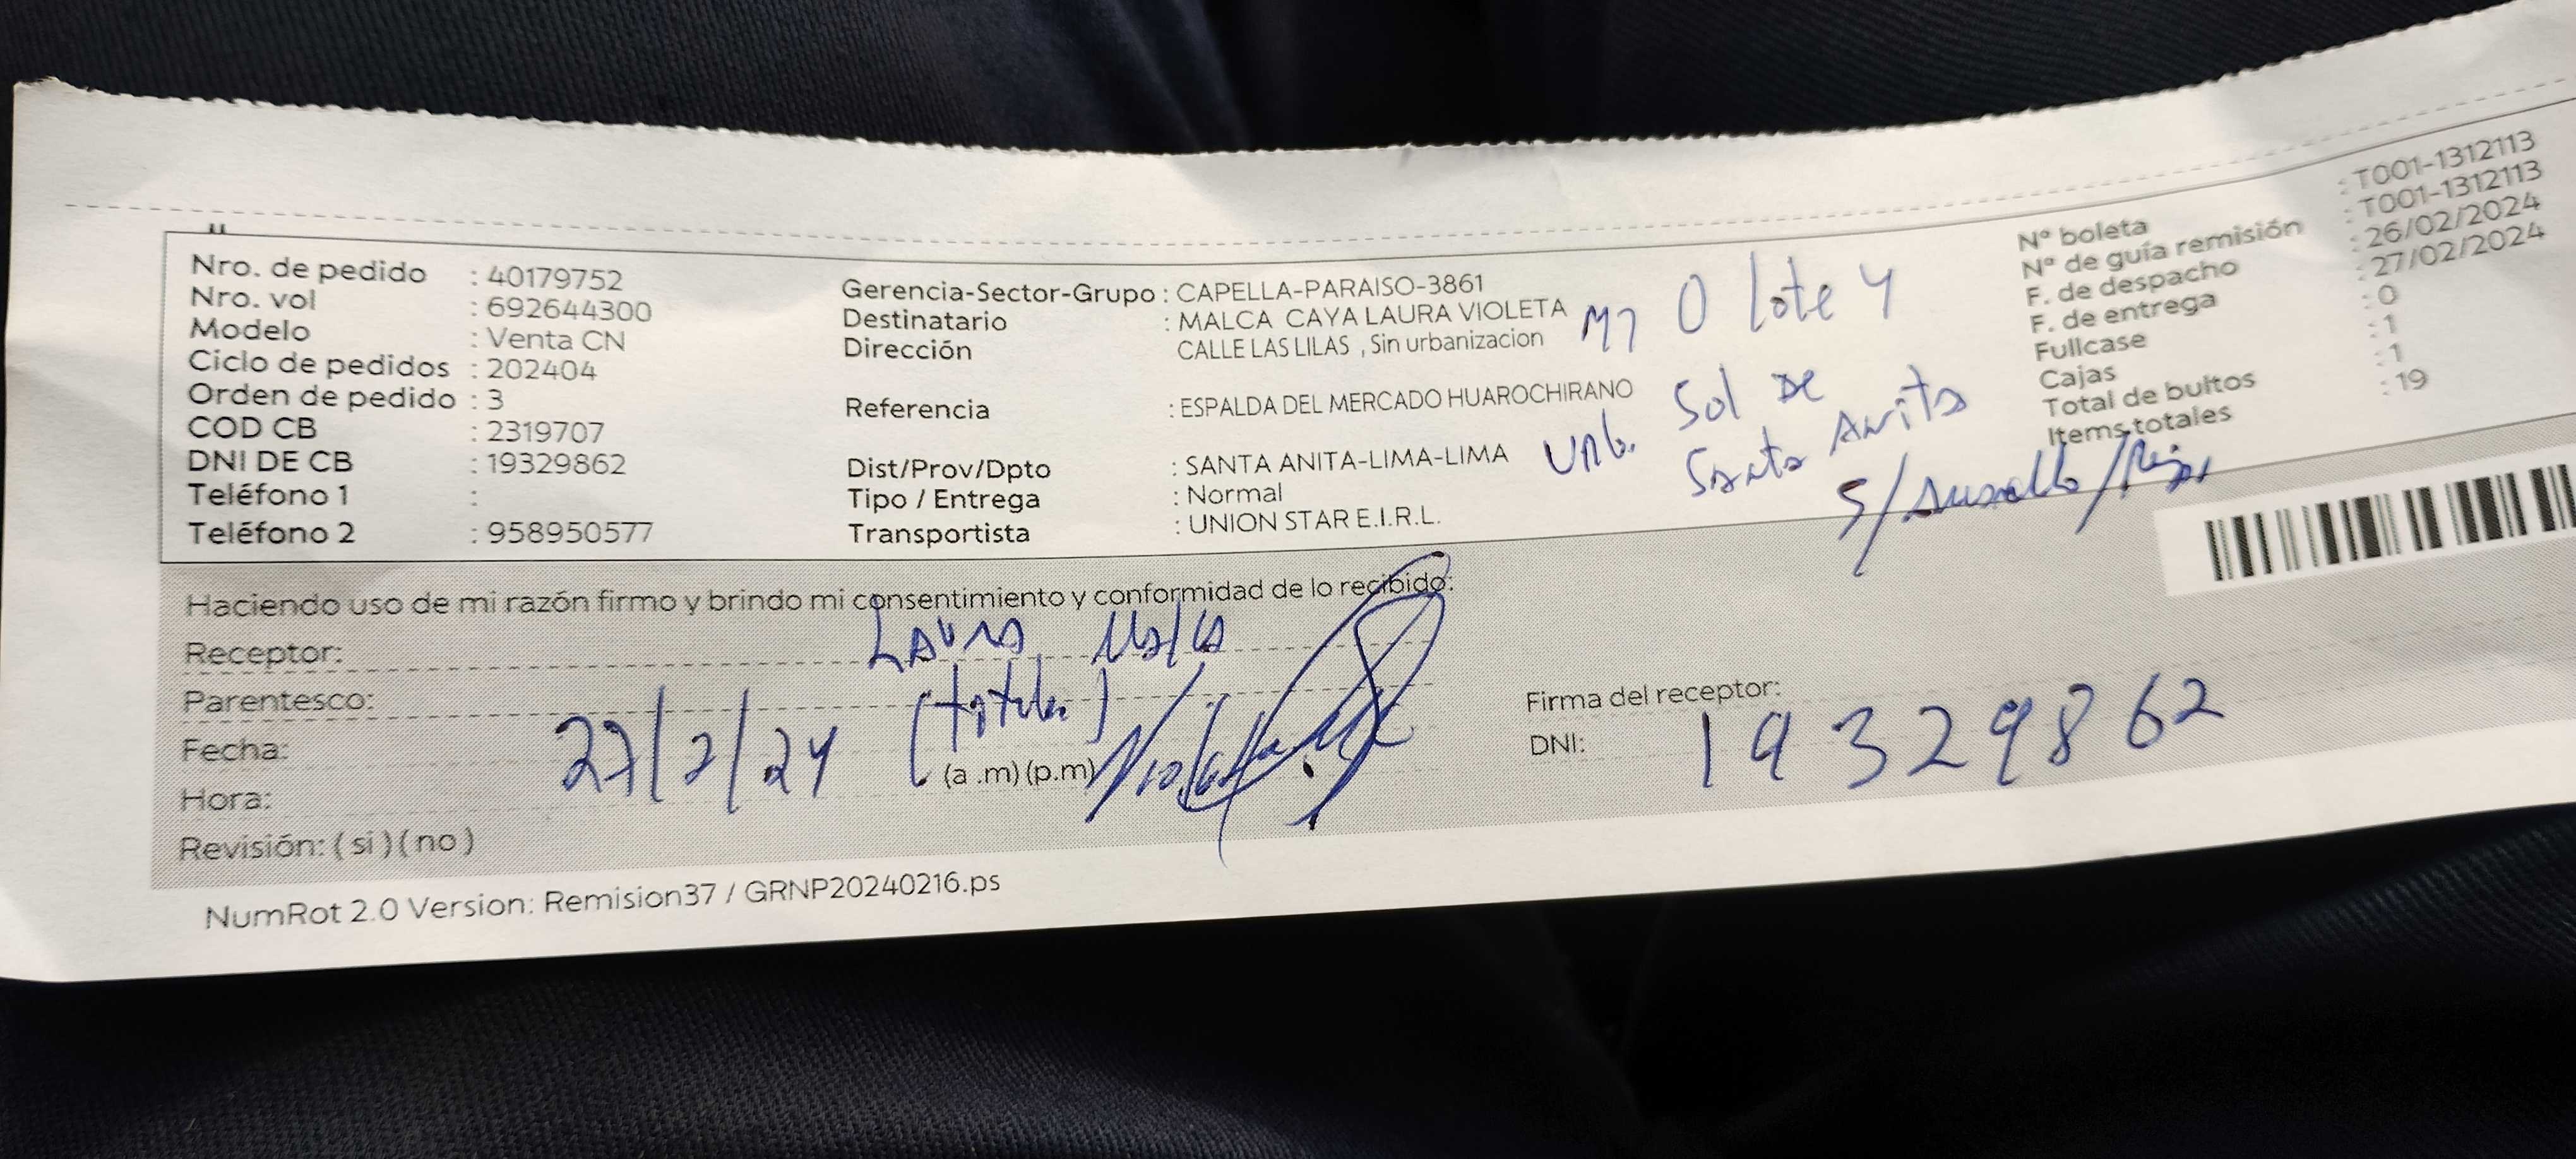 Nro. de pedido : 40179752
Nro. vol : 692644300
Modelo : Venta CN
Ciclo de pedidos : 202404
Orden de pedido : 3
COD CB : 2319707
DNI DE CB : 19329862
Teléfono 1 :
Teléfono 2 : 958950577
Gerencia-Sector-Grupo : CAPELLA-PARAISO-3861
Destinatario : MALCA CAYA LAURA VIOLETA
Dirección CALLE LAS LILAS , Sin urbanizacion
Referencia : ESPALDA DEL MERCADO HUAROCHIRANO
Dist/Prov/Dpto : SANTA ANITA-LIMA-LIMA
Tipo / Entrega : Normal
Transportista : UNION STAR E.I.R.L.
Mz O lote 4
Urb. Sol De
Santa Anita
N° boleta : T001-1312113
N° de guía remisión : T001-1312113
F. de despacho : 26/02/2024
F. de entrega : 27/02/2024
Fullcase : 0
Cajas : 1
Total de bultos : 1
Items totales : 19
Haciendo uso de mi razón firmo y brindo mi consentimiento y conformidad de lo recibido:
Receptor: Laura Malca
Parentesco: (titular)
Fecha: 27/2/24
Hora: (a .m) (p.m)
Revisión: ( si ) ( no )
Firma del receptor:
DNI: 19329862
NumRot 2.0 Version: Remision37 / GRNP20240216.ps